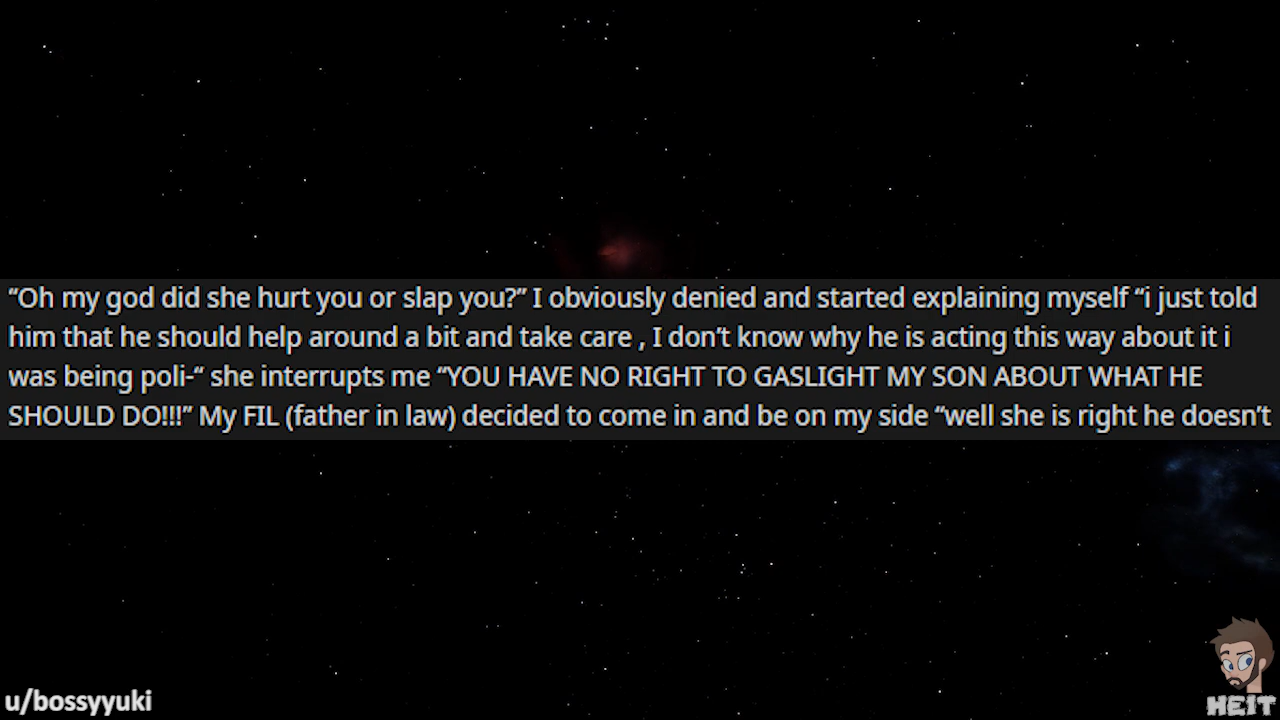 “Oh my god did she hurt you or slap you?” I obviously denied and started explaining myself “i just told
him that he should help around a bit and take care , I don’t know why he is acting this way about it i
was being poli-“ she interrupts me “YOU HAVE NO RIGHT TO GASLIGHT MY SON ABOUT WHAT HE
SHOULD DO!!!” My FIL (father in law) decided to come in and be on my side “well she is right he doesn’t
u/bossyyuki
HEIT